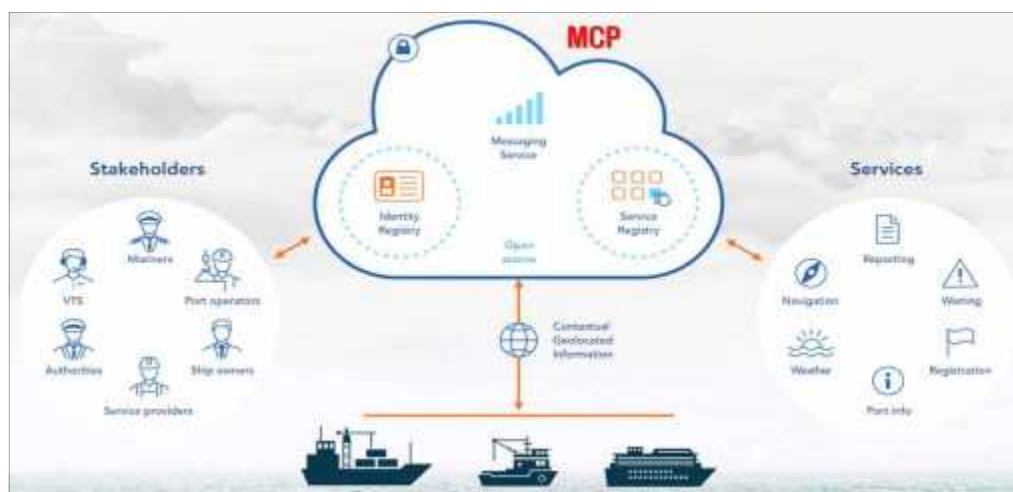 MCP
Messaging
Service
Identity
Registry
Service
Registry
Open
source
Stakeholders
Mariners
VTS
Port operators
Authorities
Ship owners
Service providers
Contextual
Geolocated
Information
Services
Reporting
Navigation
Warning
Weather
Registration
Port info